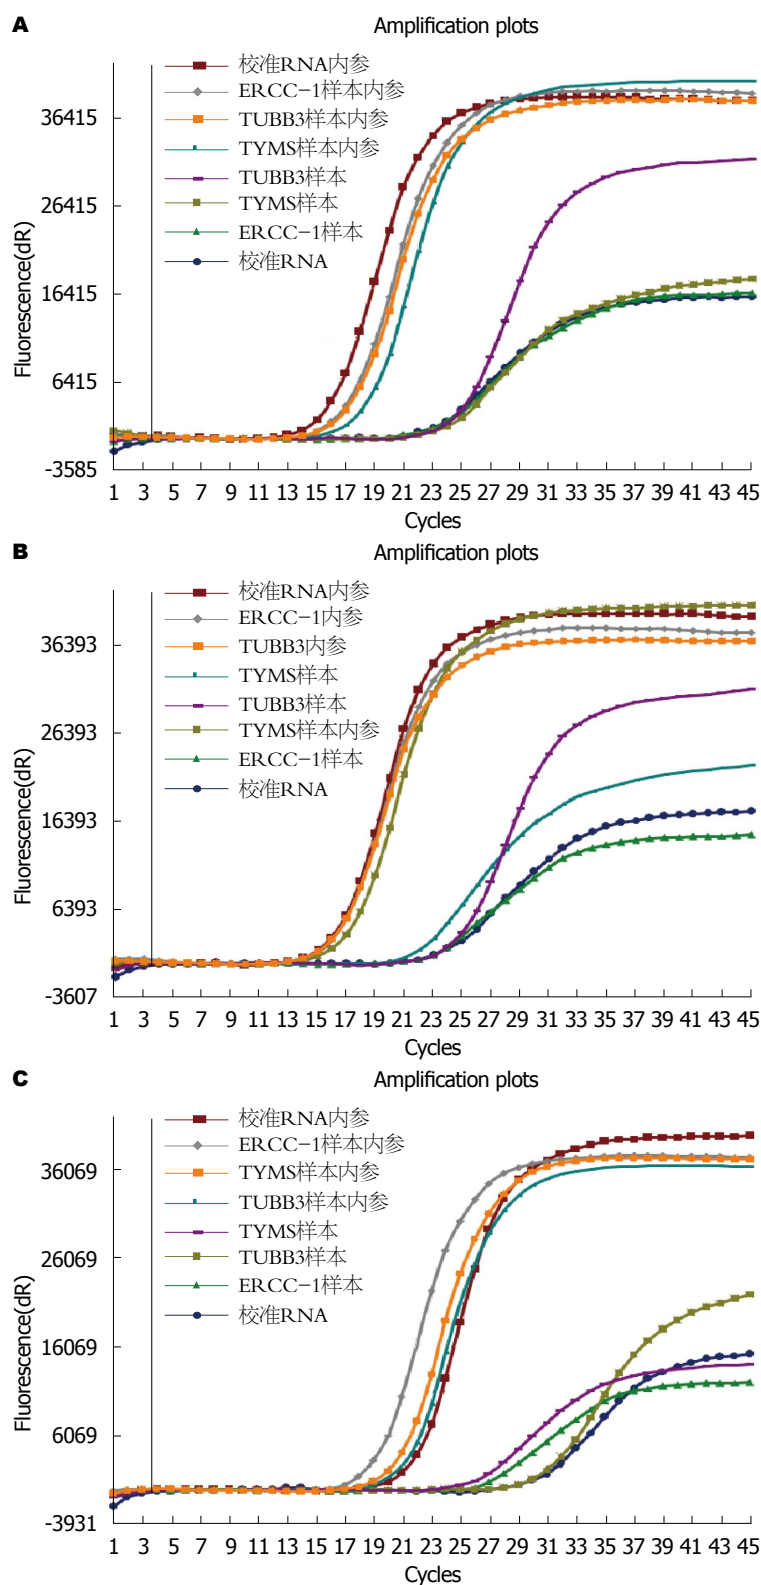 A
Amplification plots
校准RNA内参
ERCC-1样本内参
TUBB3样本内参
TYMS样本内参
TUBB3样本
TYMS样本
ERCC-1样本
校准RNA
Fluorescence(dR)
36415
26415
16415
6415
-3585
1 3 5 7 9 11 13 15 17 19 21 23 25 27 29 31 33 35 37 39 41 43 45
Cycles
B
Amplification plots
校准RNA内参
ERCC-1内参
TUBB3内参
TYMS样本
TUBB3样本
TYMS样本内参
ERCC-1样本
校准RNA
Fluorescence(dR)
36393
26393
16393
6393
-3607
1 3 5 7 9 11 13 15 17 19 21 23 25 27 29 31 33 35 37 39 41 43 45
Cycles
C
Amplification plots
校准RNA内参
ERCC-1样本内参
TYMS样本内参
TUBB3样本内参
TYMS样本
TUBB3样本
ERCC-1样本
校准RNA
Fluorescence(dR)
36069
26069
16069
6069
-3931
1 3 5 7 9 11 13 15 17 19 21 23 25 27 29 31 33 35 37 39 41 43 45
Cycles